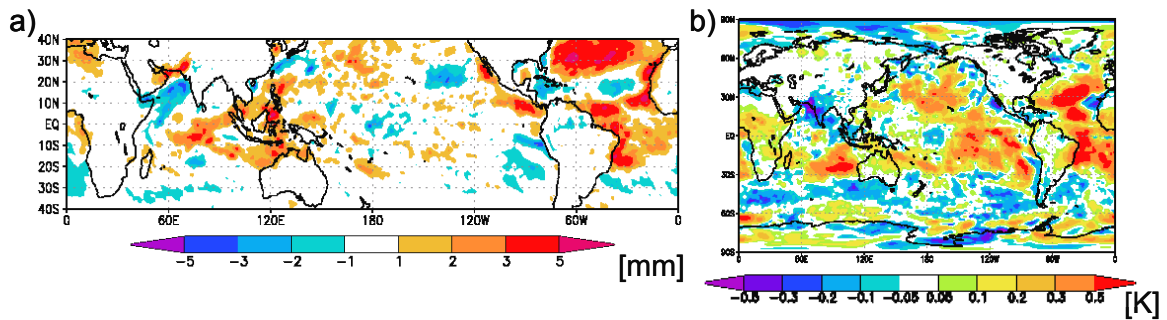 a)
40N
30N
20N
10N
EQ
10S
20S
30S
40S
0 60E 120E 180 120W 60W 0
-5 -3 -2 -1 1 2 3 5
[mm]
b)
90N
60N
30N
EQ
30S
60S
90S
0 60E 120E 180 120W 60W 0
-0.5 -0.3 -0.2 -0.1 -0.05 0.05 0.1 0.2 0.3 0.5
[K]